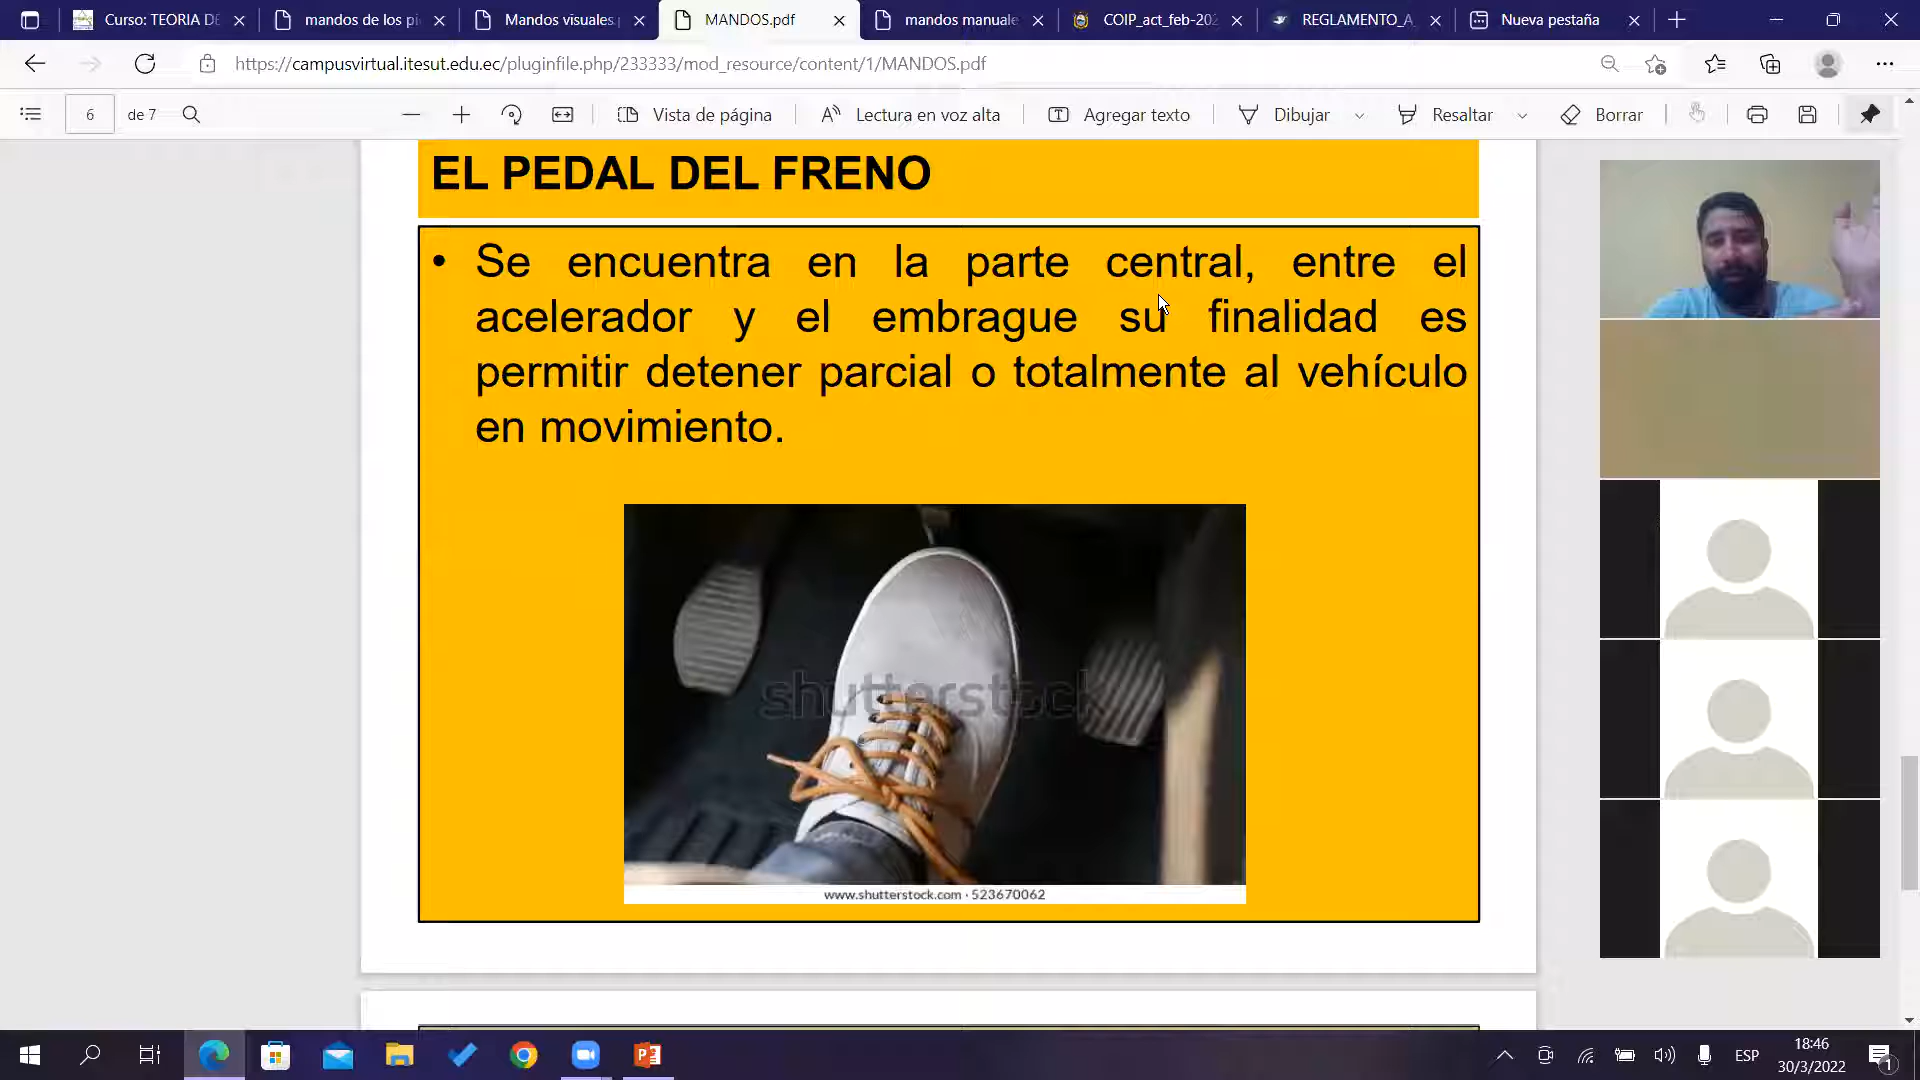 Curso: TEORIA DE
mandos de los pi
Mandos visuales
MANDOS.pdf
mandos manuale
COIP_act_feb-202
REGLAMENTO_A
Nueva pestaña
https://campusvirtual.itesut.edu.ec/pluginfile.php/233333/mod_resource/content/1/MANDOS.pdf
6 de 7
Vista de página
Lectura en voz alta
Agregar texto
Dibujar
Resaltar
Borrar
EL PEDAL DEL FRENO
• Se encuentra en la parte central, entre el
acelerador y el embrague su finalidad es
permitir detener parcial o totalmente al vehículo
en movimiento.
shutterstock
www.shutterstock.com · 523670062
ESP
18:46
30/3/2022
1